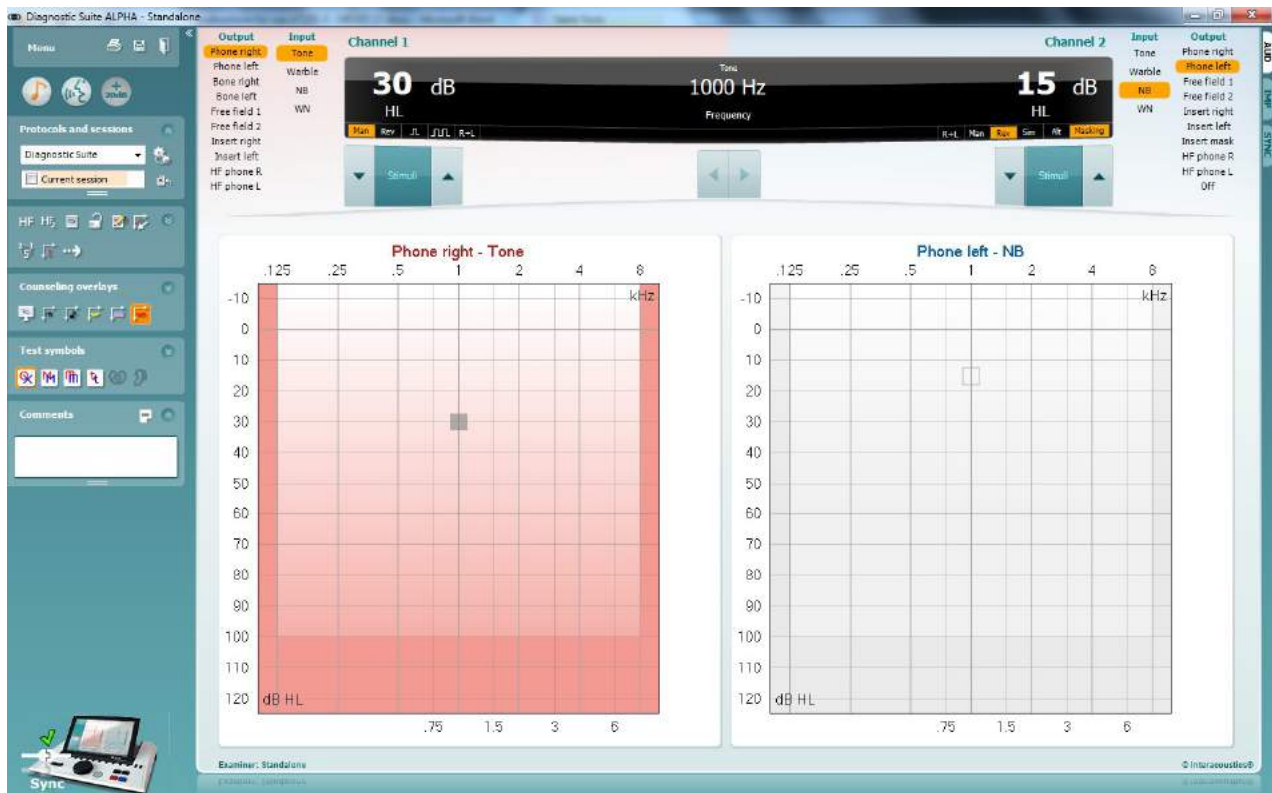 Diagnostic Suite ALPHA - Standalone
Menu
Protocols and sessions
Diagnostic Suite
Current session
HF HF2
Counseling overlays
Test symbols
Comments
Sync
Output Input Channel 1
Phone right Tone
Phone left Warble
Bone right NB
Bone left WN
Free field 1
Free field 2
Insert right
Insert left
HF phone R
HF phone L
30 dB
HL
Man Rev R+L
Tone
1000 Hz
Frequency
15 dB
HL
R+L Man Rev Sim Alt Masking
Stimuli
Stimuli
Channel 2 Input Output
Tone Phone right
Warble Phone left
NB Free field 1
WN Free field 2
Insert right
Insert left
Insert mask
HF phone R
HF phone L
Off
AUD
IMP
SYNC
Phone right - Tone
.125 .25 .5 1 2 4 8
kHz
-10
0
10
20
30
40
50
60
70
80
90
100
110
120 dB HL
.75 1.5 3 6
Phone left - NB
.125 .25 .5 1 2 4 8
kHz
-10
0
10
20
30
40
50
60
70
80
90
100
110
120 dB HL
.75 1.5 3 6
Examiner: Standalone
© Interacoustics®